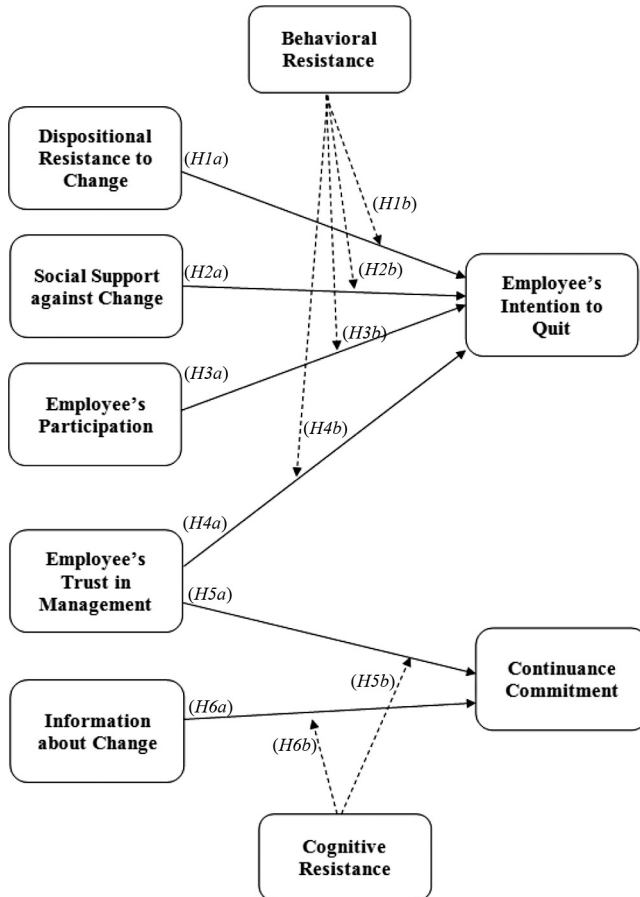 Behavioral
Resistance
Dispositional
Resistance to
Change
(H1a)
(H1b)
Social Support
against Change
(H2a)
(H2b)
Employee’s
Intention to
Quit
Employee’s
Participation
(H3a)
(H3b)
(H4b)
Employee’s
Trust in
Management
(H4a)
(H5a)
Continuance
Commitment
(H5b)
Information
about Change
(H6a)
(H6b)
Cognitive
Resistance